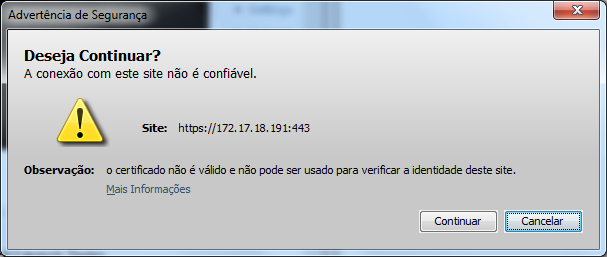 Advertência de Segurança
Deseja Continuar?
A conexão com este site não é confiável.
Site: https://172.17.18.191:443
Observação: o certificado não é válido e não pode ser usado para verificar a identidade deste site.
Mais Informações
Continuar Cancelar